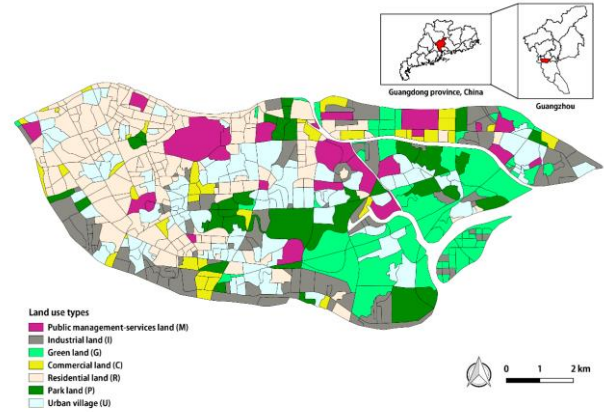 Guangdong province, China
Guangzhou
Land use types
Public management-services land (M)
Industrial land (I)
Green land (G)
Commercial land (C)
Residential land (R)
Park land (P)
Urban village (U)
0 1 2 km